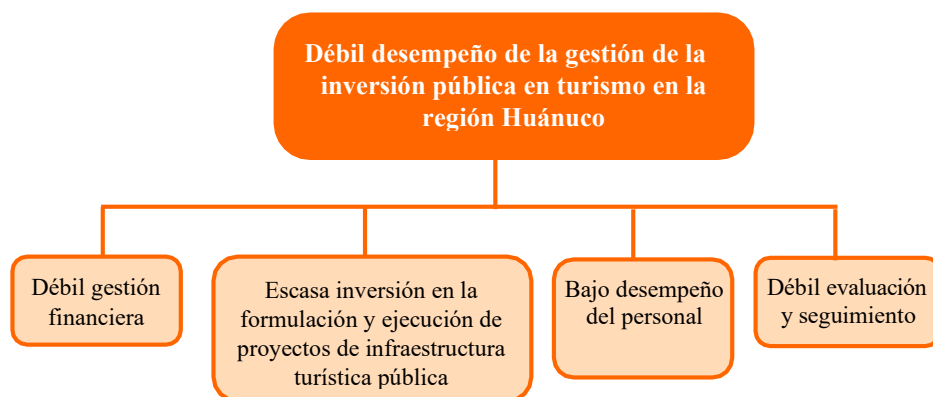 Débil desempeño de la gestión de la
inversión pública en turismo en la
región Huánuco
Débil gestión
financiera
Escasa inversión en la
formulación y ejecución de
proyectos de infraestructura
turística pública
Bajo desempeño
del personal
Débil evaluación
y seguimiento